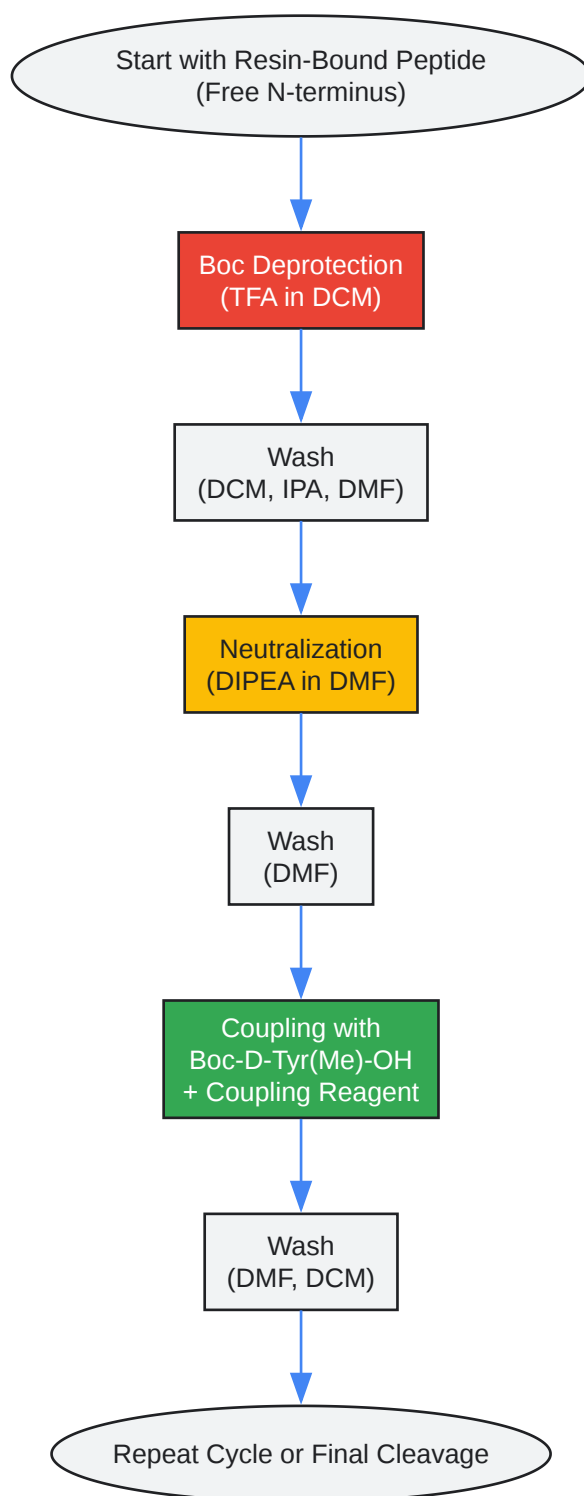 Start with Resin-Bound Peptide
(Free N-terminus)
Boc Deprotection
(TFA in DCM)
Wash
(DCM, IPA, DMF)
Neutralization
(DIPEA in DMF)
Wash
(DMF)
Coupling with
Boc-D-Tyr(Me)-OH
+ Coupling Reagent
Wash
(DMF, DCM)
Repeat Cycle or Final Cleavage